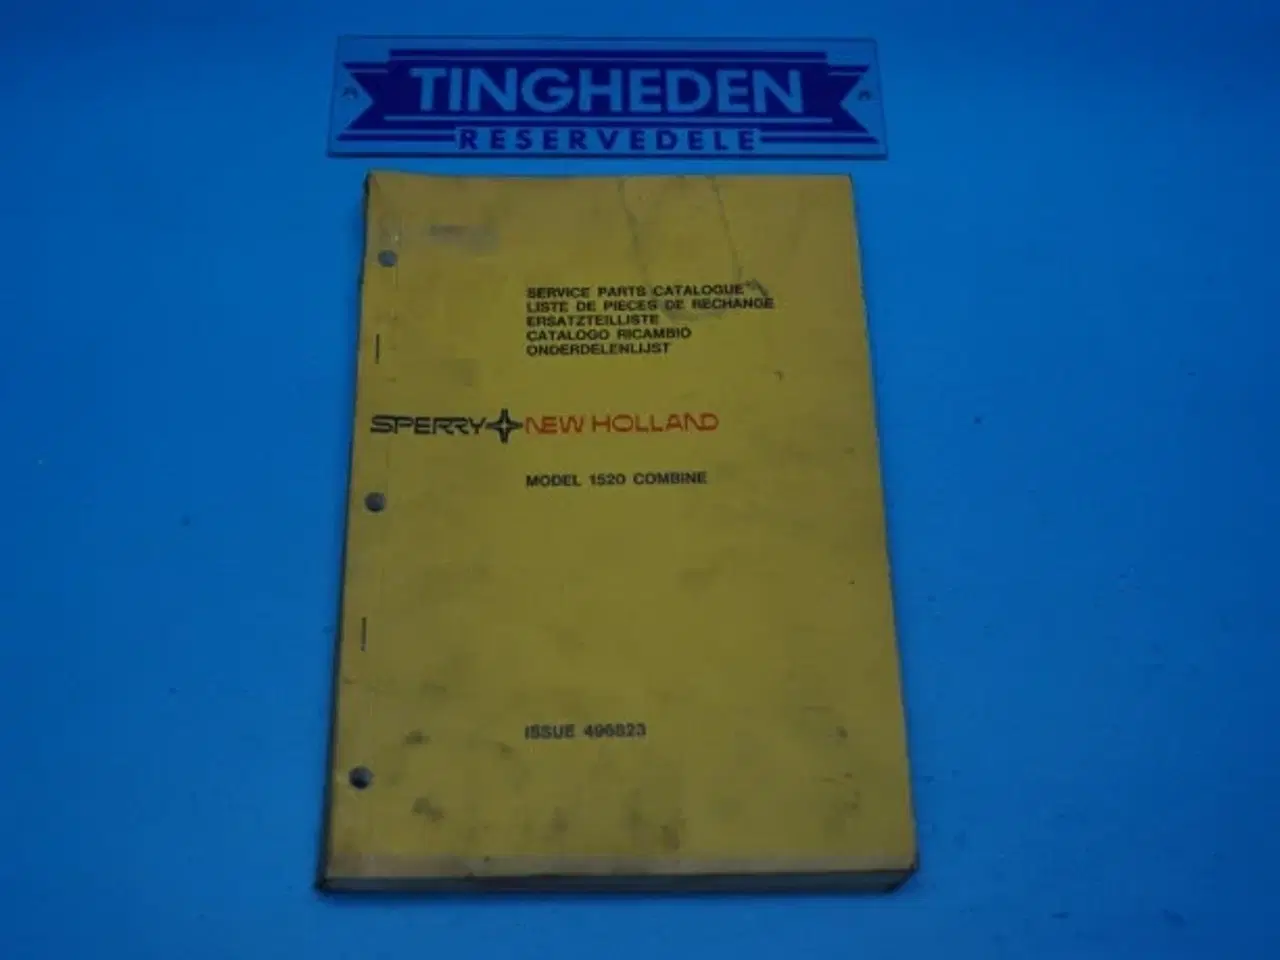 TINGHEDEN
RESERVEDELE
SERVICE PARTS CATALOGUE
LISTE DE PIECES DE RECHANGE
ERSATZTEILLISTE
CATALOGO RICAMBIO
ONDERDELENLIJST
SPERRY NEW HOLLAND
MODEL 1520 COMBINE
ISSUE 496823